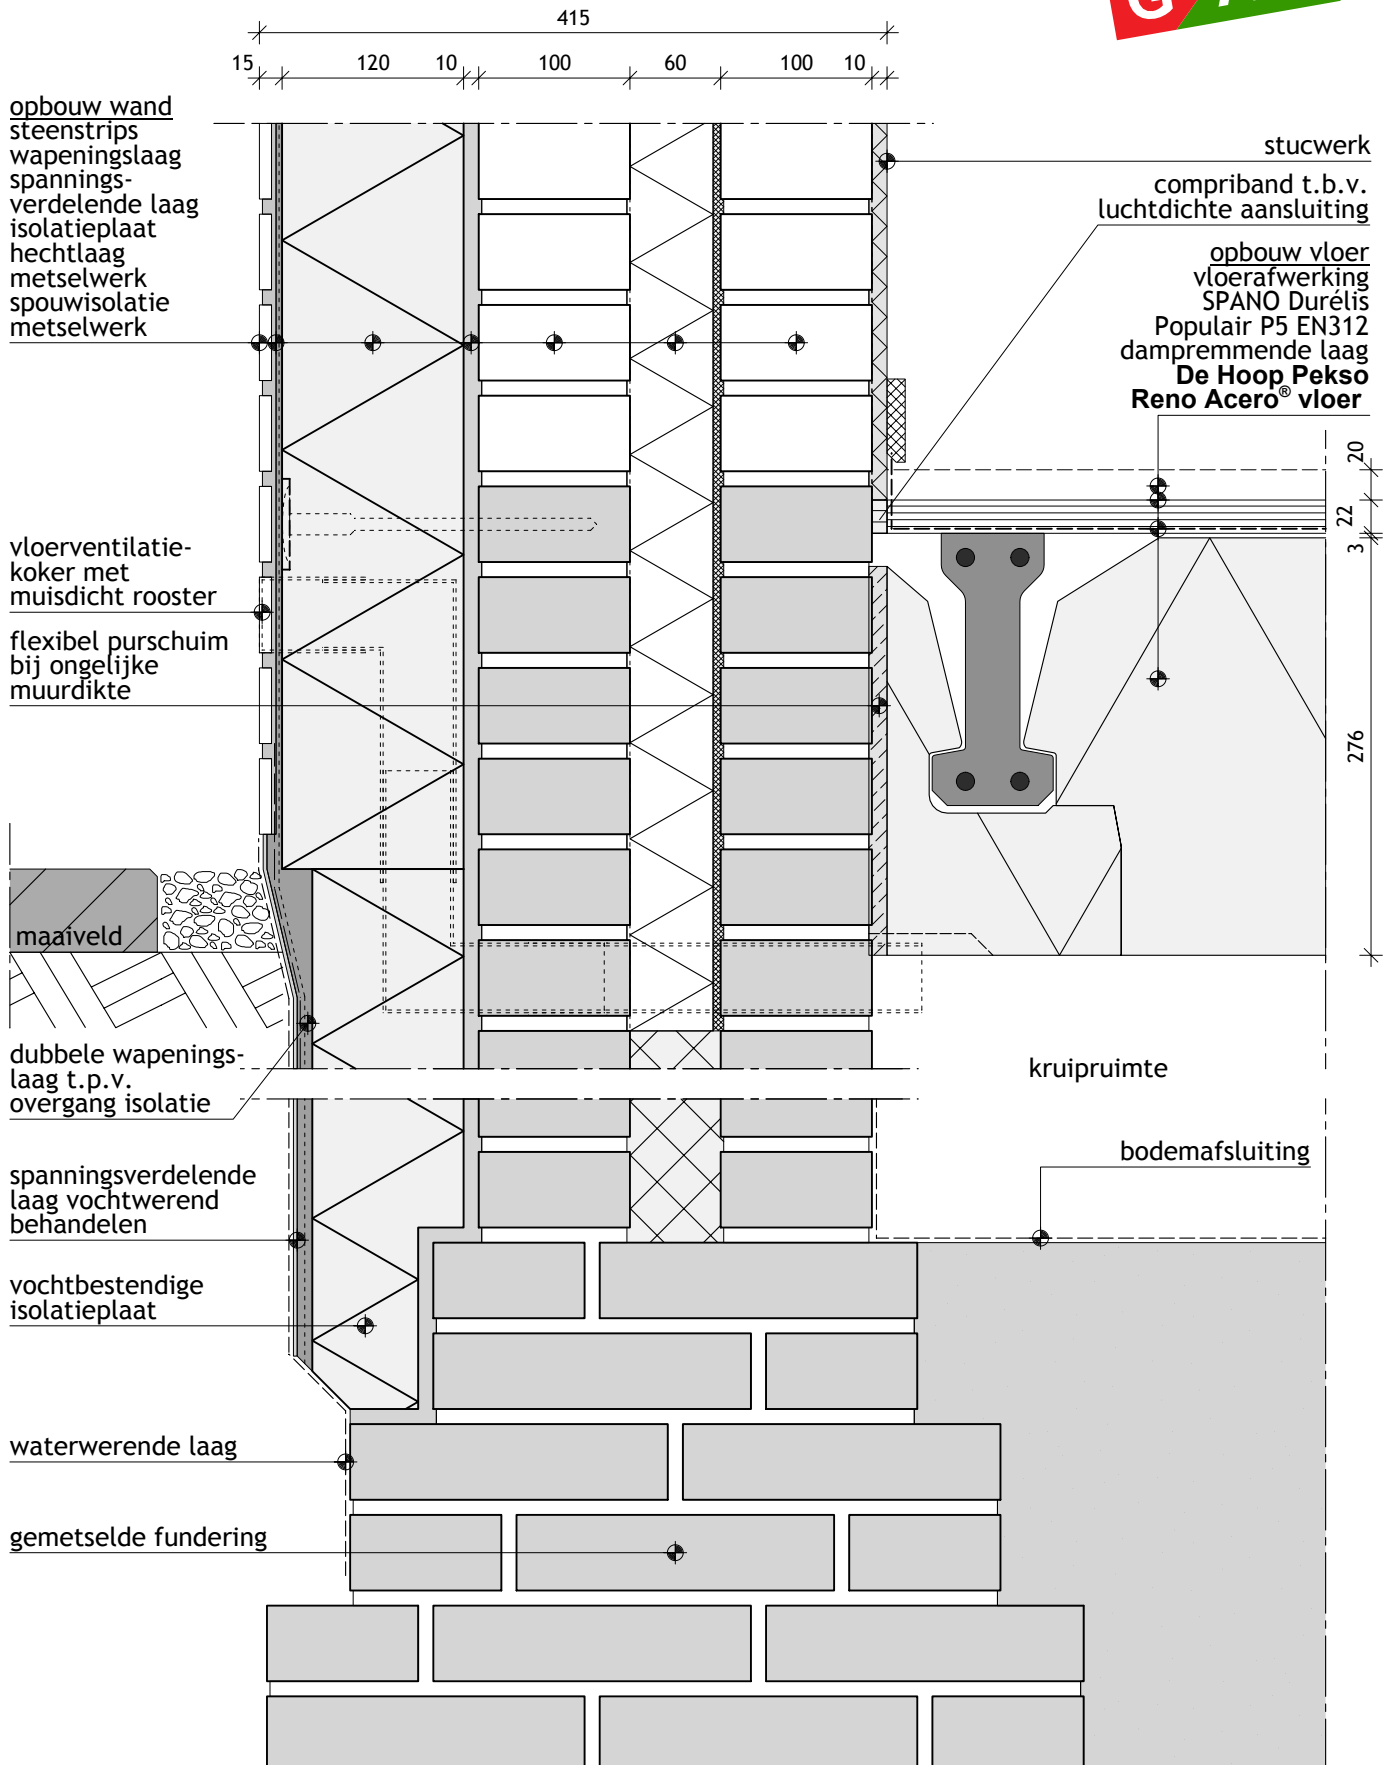 G
415
15 120 10 100 60 100 10
opbouw wand
steenstrips
wapeningslaag
spannings-
verdelende laag
isolatieplaat
hechtlaag
metselwerk
spouwisolatie
metselwerk
stucwerk
compriband t.b.v.
luchtdichte aansluiting
opbouw vloer
vloerafwerking
SPANO Durélis
Populair P5 EN312
dampremmende laag
De Hoop Pekso
Reno Acero® vloer
20
22
3
276
vloerventilatie-
koker met
muisdicht rooster
flexibel purschuim
bij ongelijke
muurdikte
maaiveld
dubbele wapenings-
laag t.p.v.
overgang isolatie
kruipruimte
bodemafsluiting
spanningsverdelende
laag vochtwerend
behandelen
vochtbestendige
isolatieplaat
waterwerende laag
gemetselde fundering